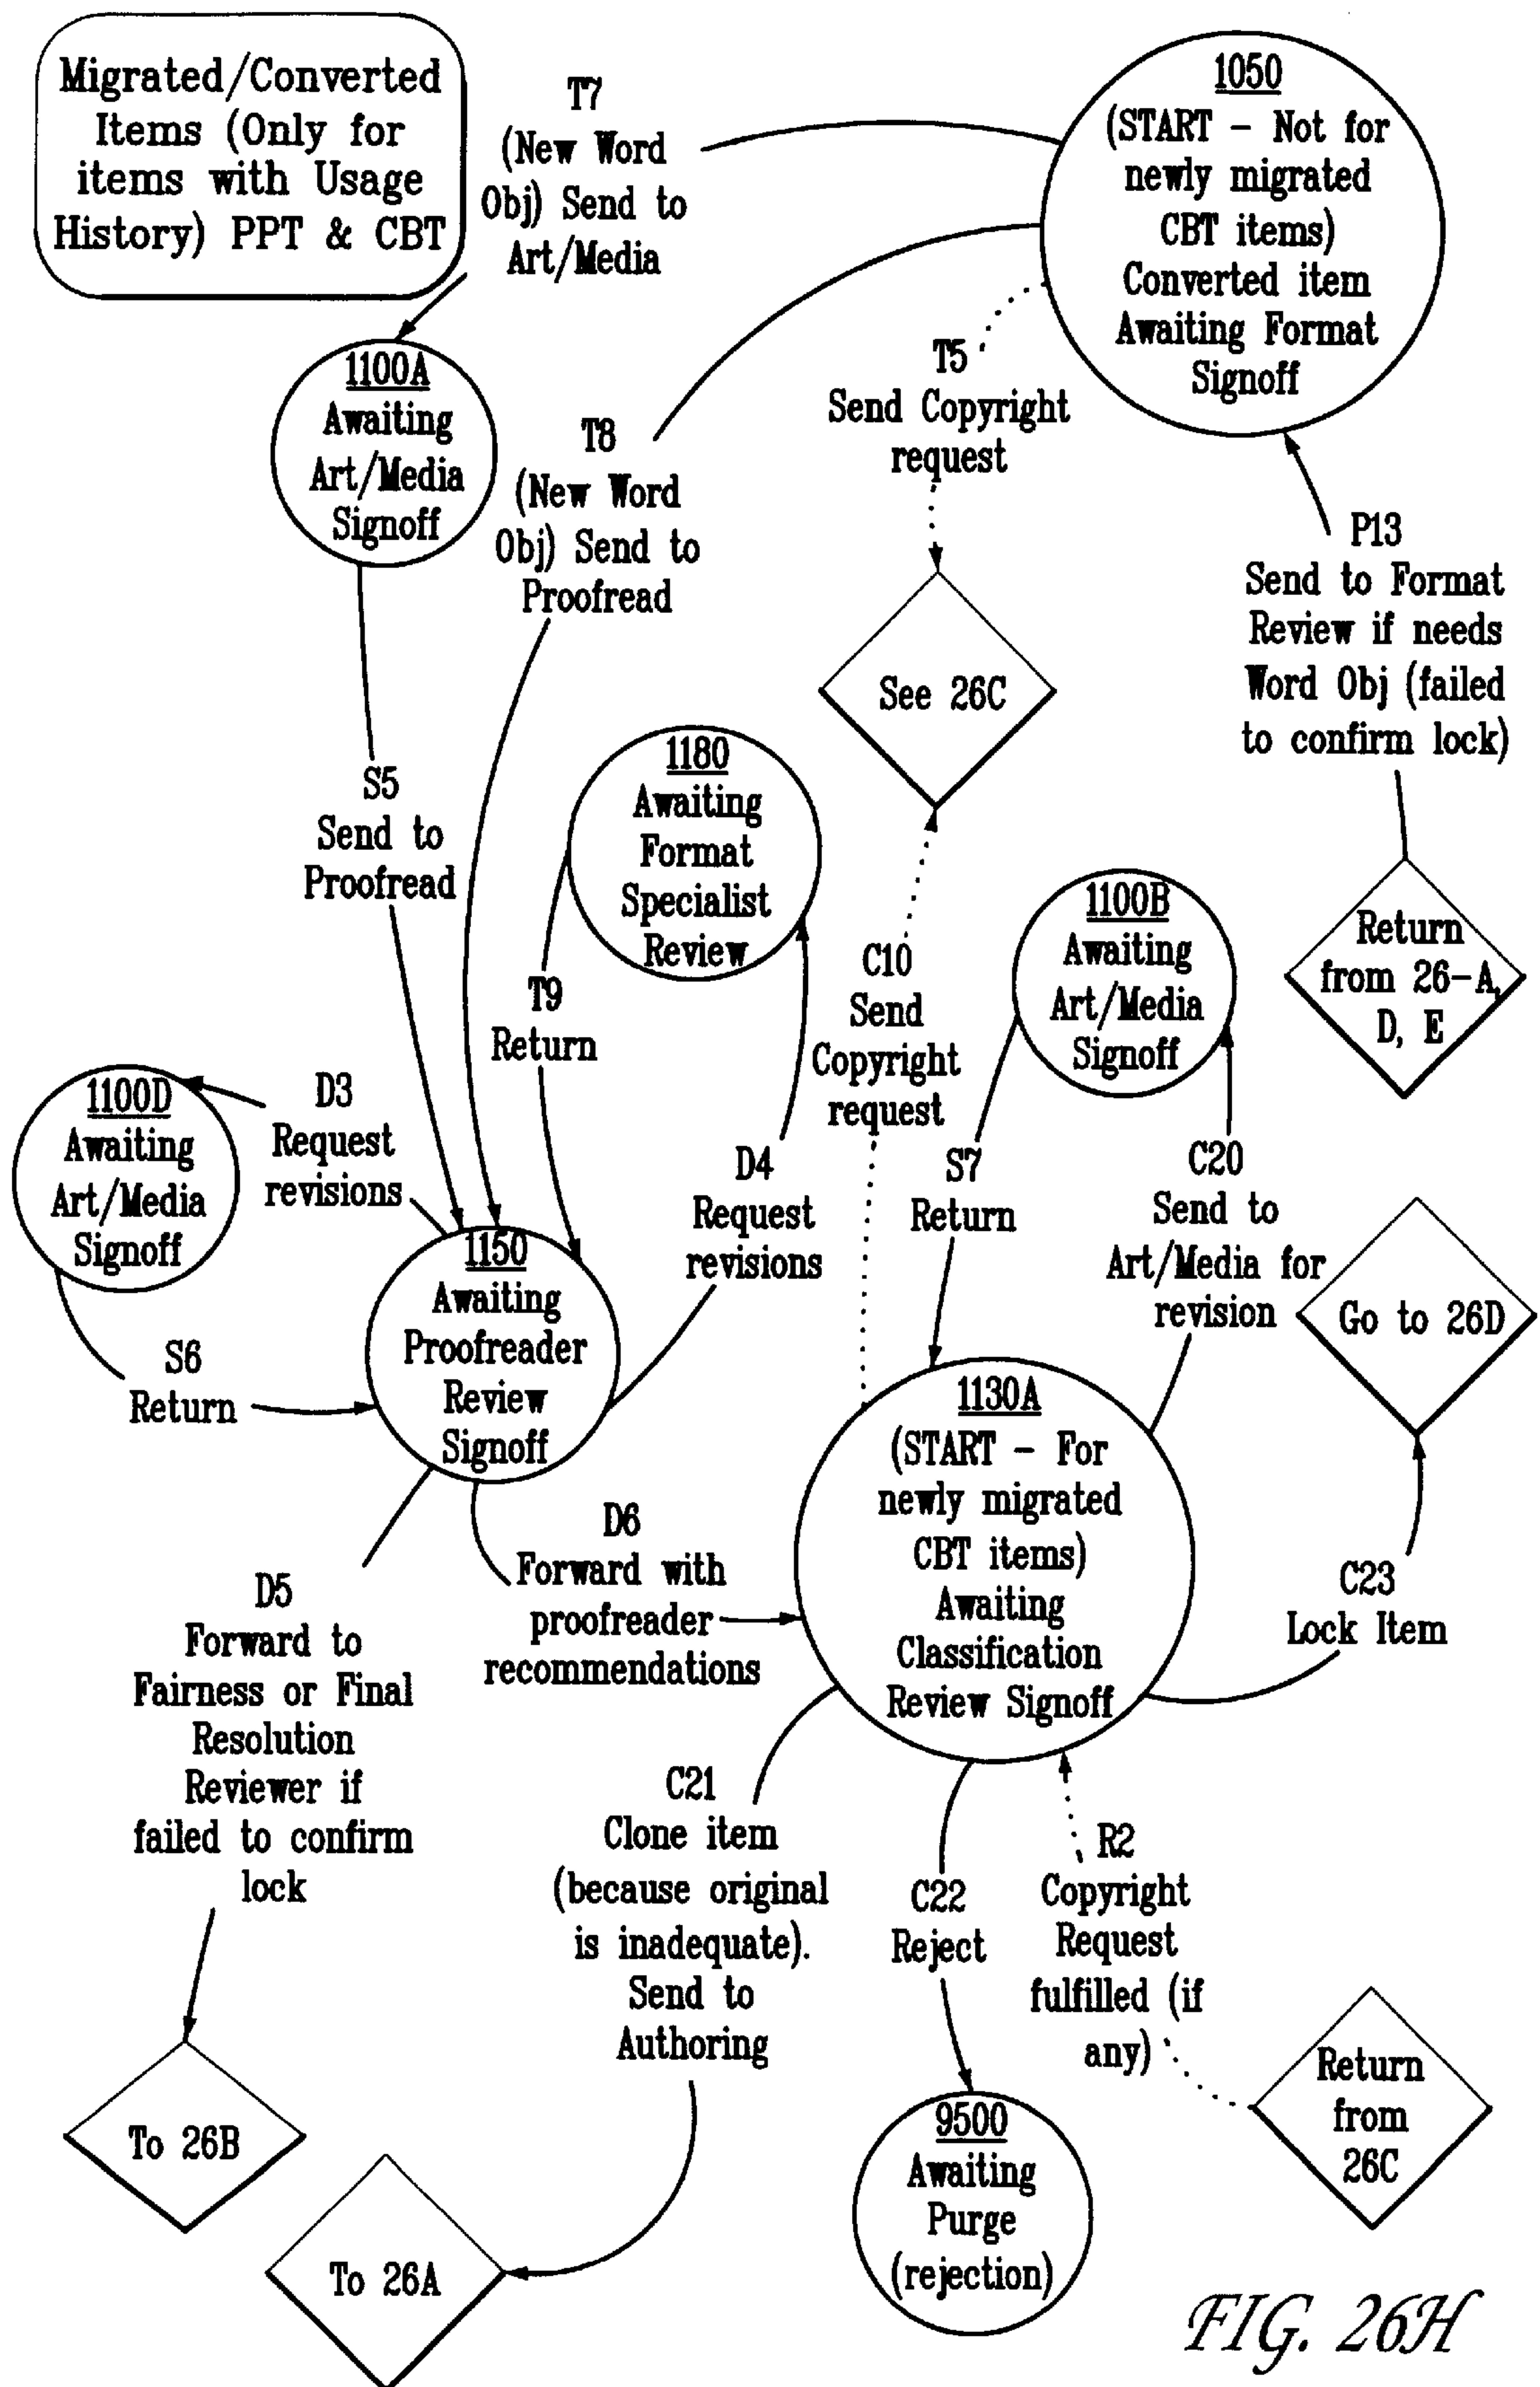 Migrated/Converted
Items (Only for
items with Usage
History) PPT & CBT
T7
(New Word
Obj) Send to
Art/Media
1050
(START - Not for
newly migrated
CBT items)
Converted item
Awaiting Format
Signoff
1100A
Awaiting
Art/Media
Signoff
T8
(New Word
Obj) Send to
Proofread
T5
Send Copyright
request
See 26C
P13
Send to Format
Review if needs
Word Obj (failed
to confirm lock)
Return
from 26-A,
D, E
S5
Send to
Proofread
1180
Awaiting
Format
Specialist
Review
T9
Return
C10
Send
Copyright
request
1100B
Awaiting
Art/Media
Signoff
1100D
Awaiting
Art/Media
Signoff
D3
Request
revisions
D4
Request
revisions
S7
Return
C20
Send to
Art/Media for
revision
Go to 26D
S6
Return
1150
Awaiting
Proofreader
Review
Signoff
1130A
(START - For
newly migrated
CBT items)
Awaiting
Classification
Review Signoff
D6
Forward with
proofreader
recommendations
C23
Lock Item
D5
Forward to
Fairness or Final
Resolution
Reviewer if
failed to confirm
lock
C21
Clone item
(because original
is inadequate).
Send to
Authoring
C22
Reject
R2
Copyright
Request
fulfilled (if
any)
To 26B
To 26A
9500
Awaiting
Purge
(rejection)
Return
from
26C
FIG. 26H